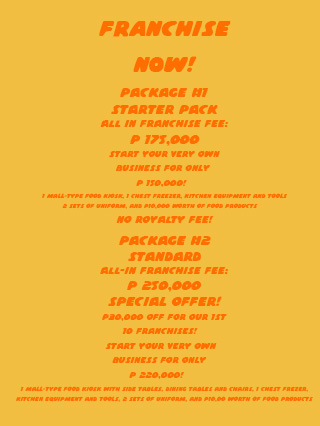 FRANCHISE
NOW!
PACKAGE #1
STARTER PACK
ALL IN FRANCHISE FEE:
P 175,000
START YOUR VERY OWN
BUSINESS FOR ONLY
P 150,000!
1 MALL-TYPE FOOD KIOSK, 1 CHEST FREEZER, KITCHEN EQUIPMENT AND TOOLS
2 SETS OF UNIFORM, AND P10,000 WORTH OF FOOD PRODUCTS
NO ROYALTY FEE!
PACKAGE #2
STANDARD
ALL-IN FRANCHISE FEE:
P 250,000
SPECIAL OFFER!
P30,000 OFF FOR OUR 1ST
10 FRANCHISES!
START YOUR VERY OWN
BUSINESS FOR ONLY
P 220,000!
1 MALL-TYPE FOOD KIOSK WITH SIDE TABLES, DINING TABLES AND CHAIRS, 1 CHEST FREEZER,
KITCHEN EQUIPMENT AND TOOLS, 2 SETS OF UNIFORM, AND P10,00 WORTH OF FOOD PRODUCTS